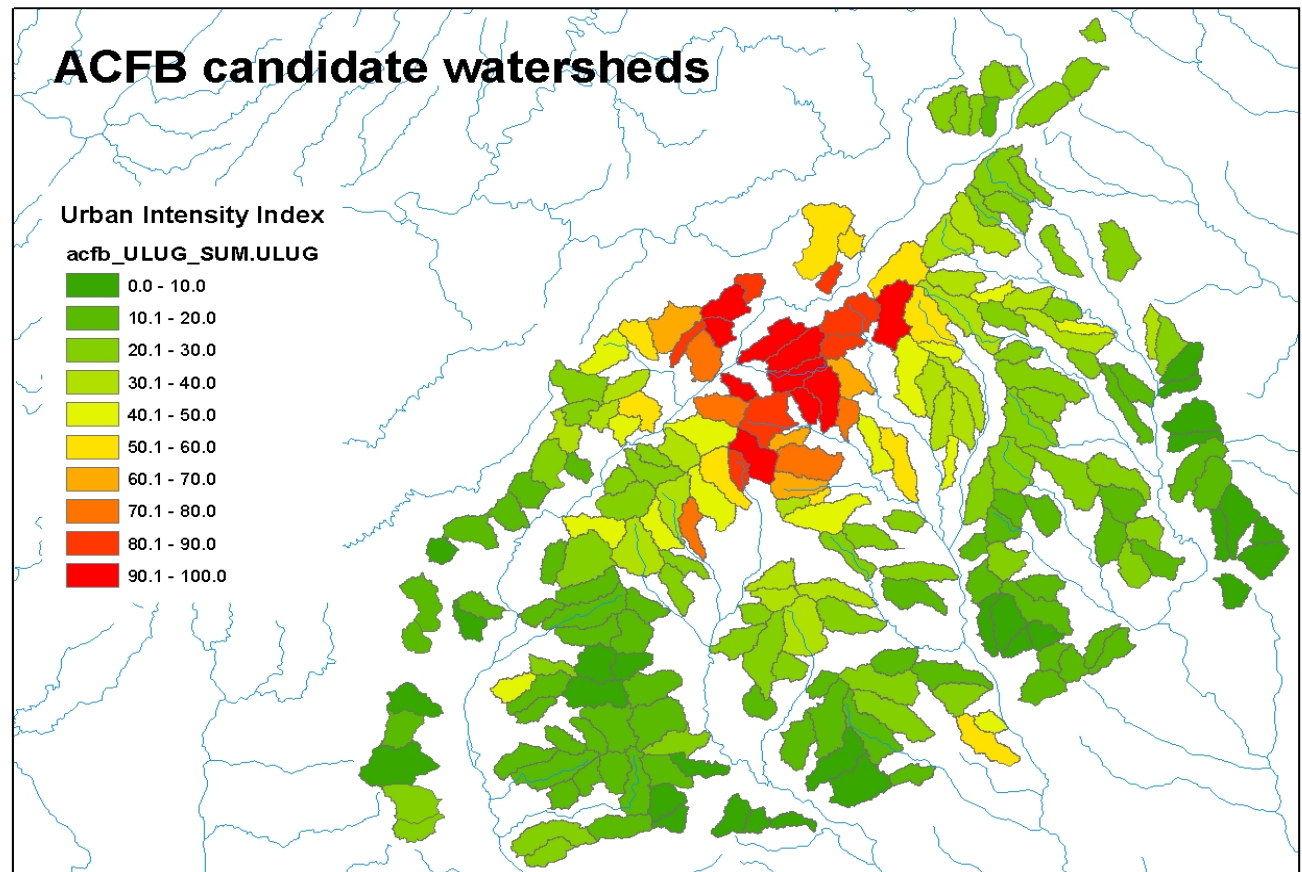 ACFB candidate watersheds
Urban Intensity Index
acfb_ULUG_SUM.ULUG
0.0 - 10.0
10.1 - 20.0
20.1 - 30.0
30.1 - 40.0
40.1 - 50.0
50.1 - 60.0
60.1 - 70.0
70.1 - 80.0
80.1 - 90.0
90.1 - 100.0